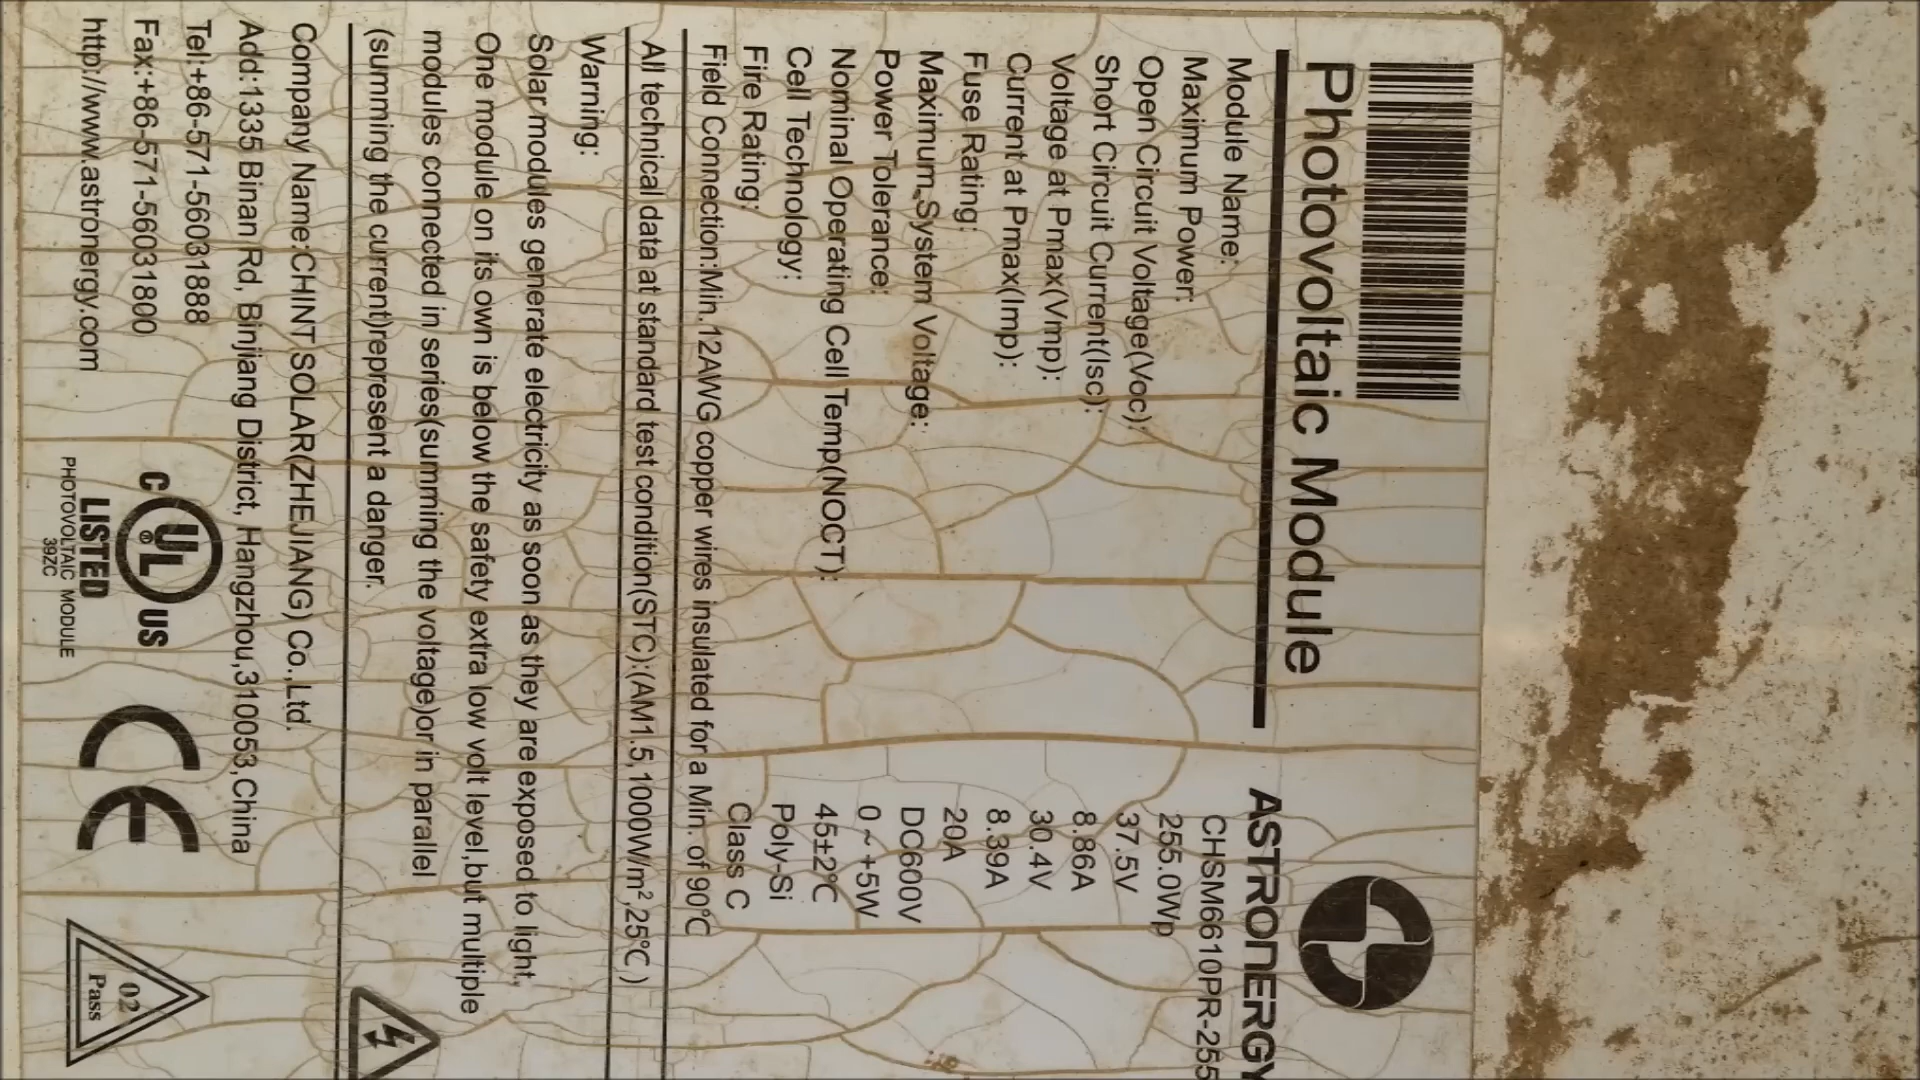 Photovoltaic Module
ASTRONERGY
Module Name: CHSM6610PR-255
Maximum Power: 255.0Wp
Open Circuit Voltage(Voc): 37.5V
Short Circuit Current(Isc): 8.86A
Voltage at Pmax(Vmp): 30.4V
Current at Pmax(Imp): 8.39A
Fuse Rating: 20A
Maximum System Voltage: DC600V
Power Tolerance: 0 ~ +5W
Nominal Operating Cell Temp(NOCT): 45±2℃
Cell Technology: Poly-Si
Fire Rating: Class C
Field Connection:Min.12AWG copper wires insulated for a Min. of 90℃
All technical data at standard test condition(STC):(AM1.5,1000W/m²,25℃)
Warning:
Solar modules generate electricity as soon as they are exposed to light,
One module on its own is below the safety extra low volt level,but multiple
modules connected in series(summing the voltage)or in parallel
(summing the current)represent a danger.
Company Name:CHINT SOLAR(ZHEJIANG) Co.,Ltd.
Add:1335 Binan Rd, Binjiang District, Hangzhou,310053,China
Tel:+86-571-56031888
Fax:+86-571-56031800
http://www.astronergy.com
C UL ® US
LISTED
PHOTOVOLTAIC MODULE
39ZC
CE
02
Pass